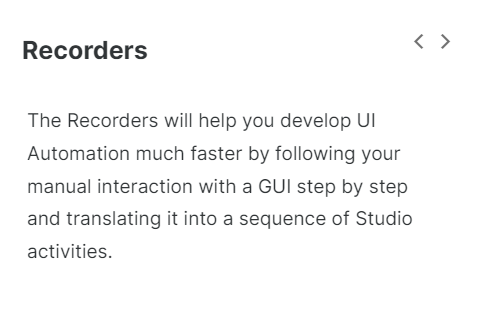 Recorders
The Recorders will help you develop UI
Automation much faster by following your
manual interaction with a GUI step by step
and translating it into a sequence of Studio
activities.